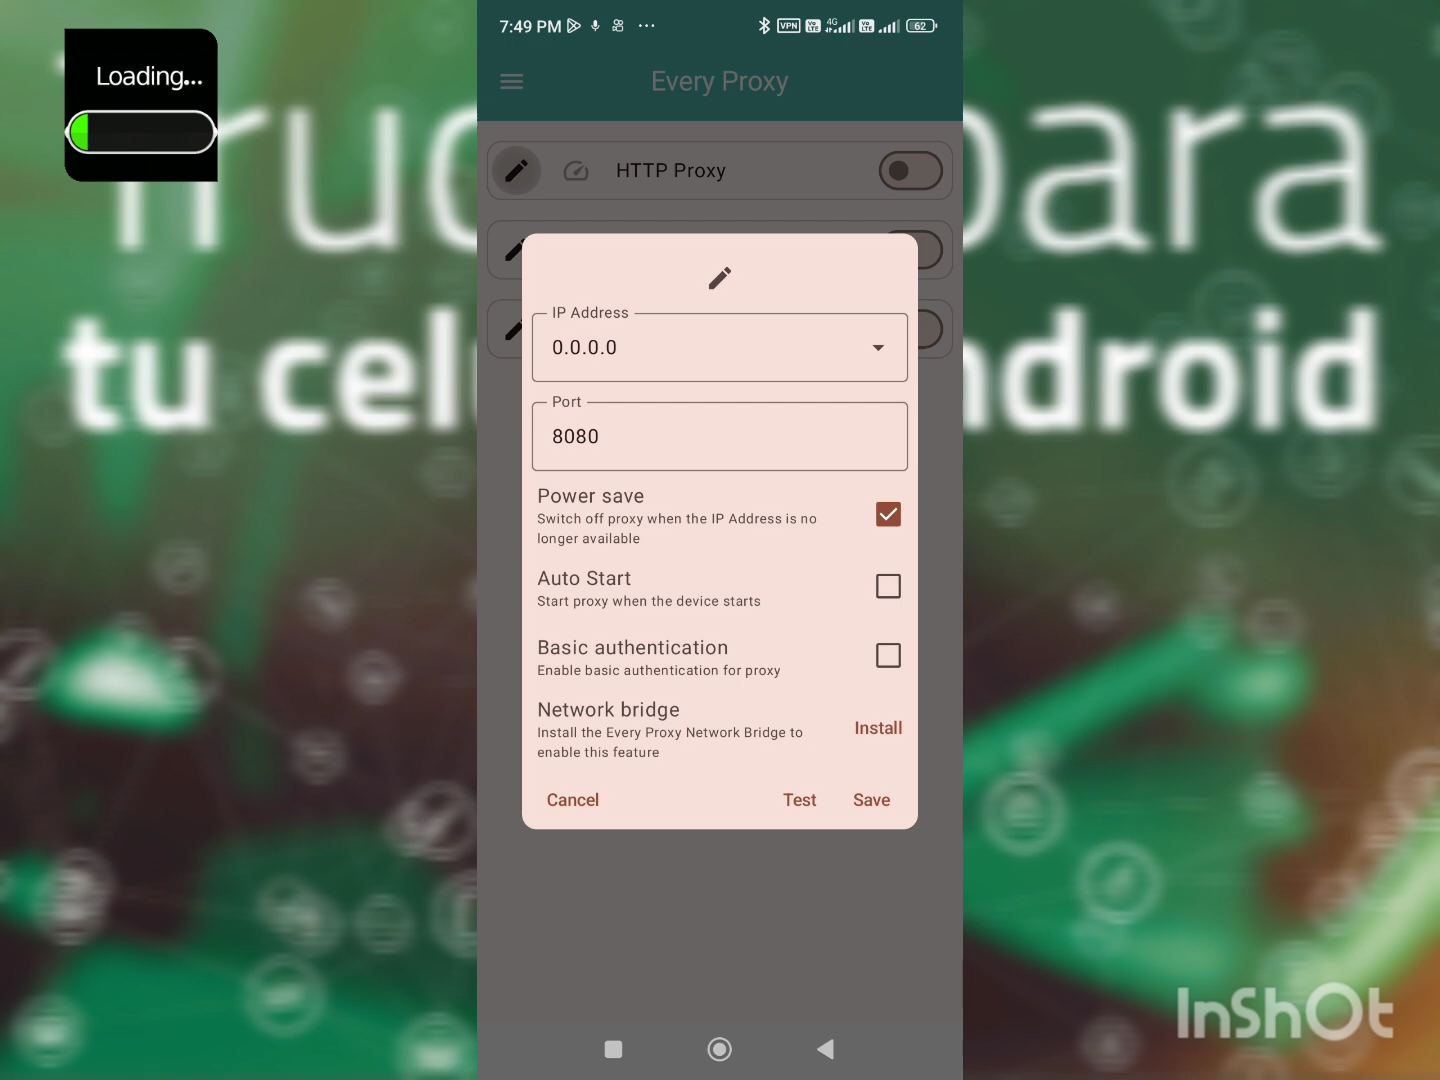 Loading...
7:49 PM
VPN
4G
62
Every Proxy
HTTP Proxy
IP Address
0.0.0.0
Port
8080
Power save
Switch off proxy when the IP Address is no
longer available
Auto Start
Start proxy when the device starts
Basic authentication
Enable basic authentication for proxy
Network bridge
Install the Every Proxy Network Bridge to
enable this feature
Install
Cancel
Test
Save
para
tu
InShOt